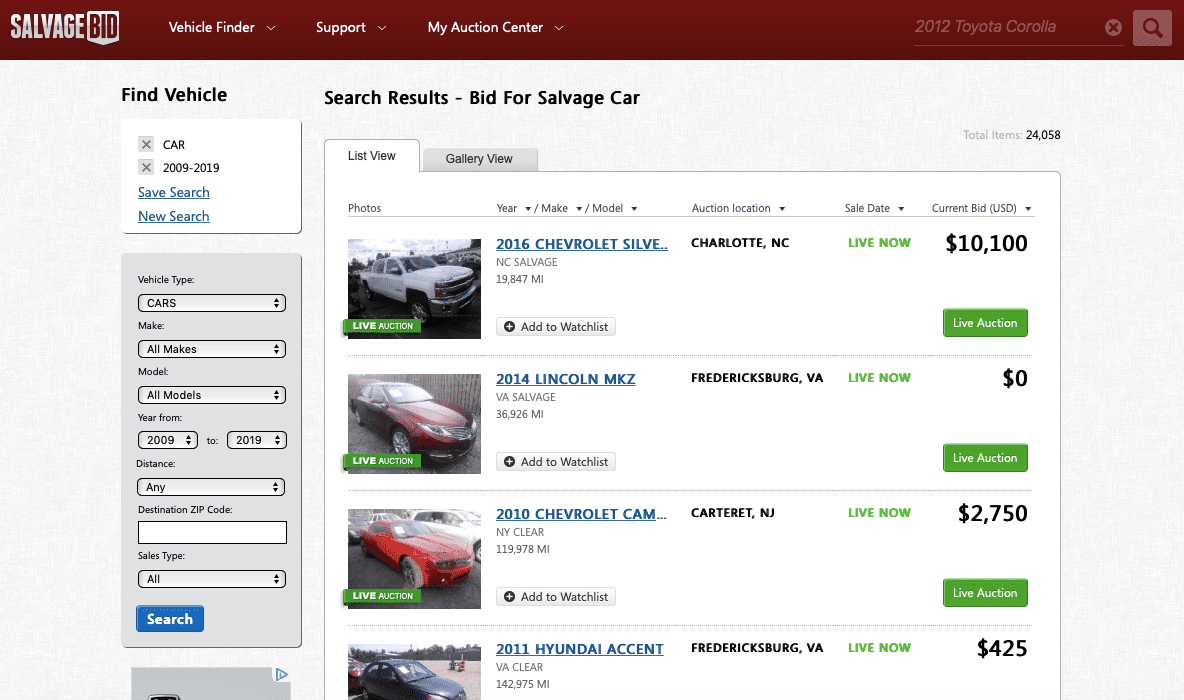 SALVAGEBID
Vehicle Finder
Support
My Auction Center
2012 Toyota Corolla
Find Vehicle
CAR
2009-2019
Save Search
New Search
Vehicle Type:
CARS
Make:
All Makes
Model:
All Models
Year from:
2009 to: 2019
Distance:
Any
Destination ZIP Code:
Sales Type:
All
Search
Search Results - Bid For Salvage Car
Total Items: 24,058
List View
Gallery View
Photos Year / Make / Model Auction location Sale Date Current Bid (USD)
2016 CHEVROLET SILVE.. CHARLOTTE, NC LIVE NOW $10,100
NC SALVAGE
19,847 MI
LIVE AUCTION Add to Watchlist Live Auction
2014 LINCOLN MKZ FREDERICKSBURG, VA LIVE NOW $0
VA SALVAGE
36,926 MI
LIVE AUCTION Add to Watchlist Live Auction
2010 CHEVROLET CAM... CARTERET, NJ LIVE NOW $2,750
NY CLEAR
119,978 MI
LIVE AUCTION Add to Watchlist Live Auction
2011 HYUNDAI ACCENT FREDERICKSBURG, VA LIVE NOW $425
VA CLEAR
142,975 MI